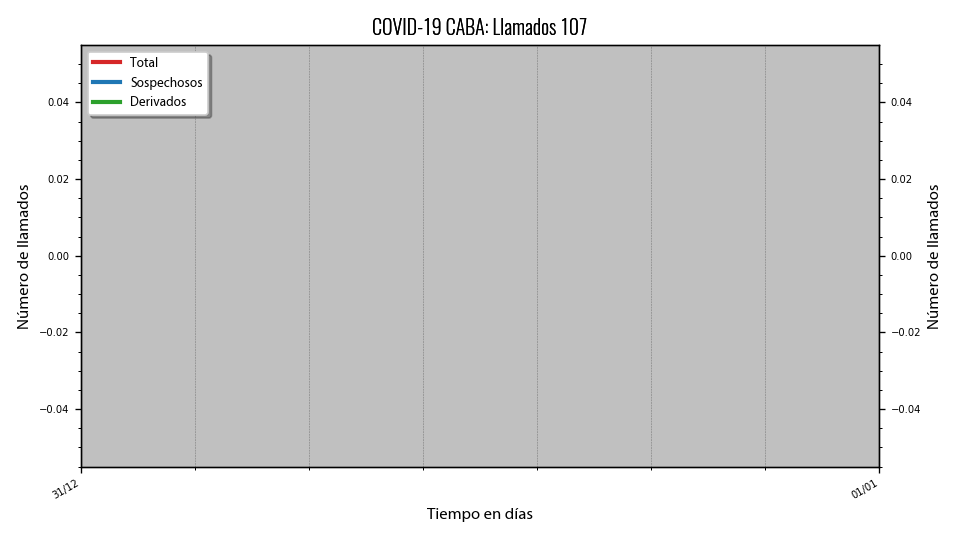 COVID-19 CABA: Llamados 107
Total
Sospechosos
Derivados
0.04
0.02
0.00
−0.02
−0.04
Número de llamados
0.04
0.02
0.00
−0.02
−0.04
Número de llamados
31/12
01/01
Tiempo en días